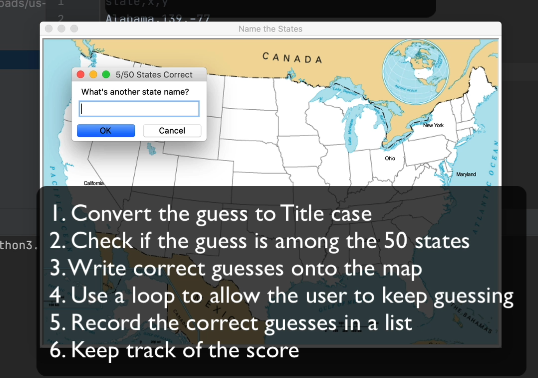 oads/us-
1
state,x,y
Alabama,139,-77
Name the States
CANADA
5/50 States Correct
What's another state name?
OK
Cancel
New York
Ohio
Maryland
California
thon3.
1. Convert the guess to Title case
2. Check if the guess is among the 50 states
3. Write correct guesses onto the map
4. Use a loop to allow the user to keep guessing
5. Record the correct guesses in a list
6. Keep track of the score